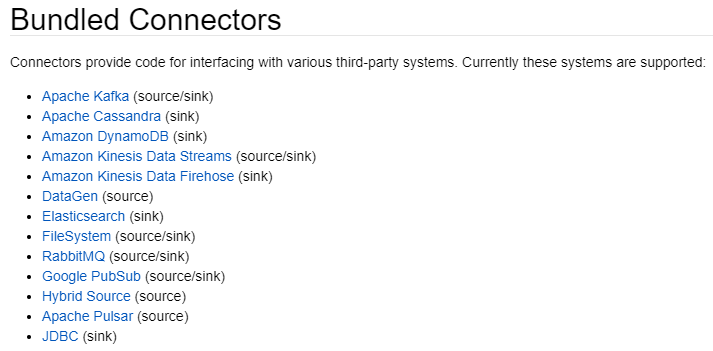 Bundled Connectors
Connectors provide code for interfacing with various third-party systems. Currently these systems are supported:
• Apache Kafka (source/sink)
• Apache Cassandra (sink)
• Amazon DynamoDB (sink)
• Amazon Kinesis Data Streams (source/sink)
• Amazon Kinesis Data Firehose (sink)
• DataGen (source)
• Elasticsearch (sink)
• FileSystem (source/sink)
• RabbitMQ (source/sink)
• Google PubSub (source/sink)
• Hybrid Source (source)
• Apache Pulsar (source)
• JDBC (sink)